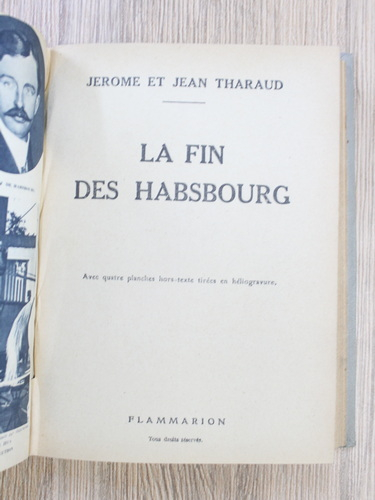 JEROME ET JEAN THARAUD
LA FIN
DES HABSBOURG
Avec quatre planches hors-texte tirées en héliogravure.
FLAMMARION
Tous droits réservés.